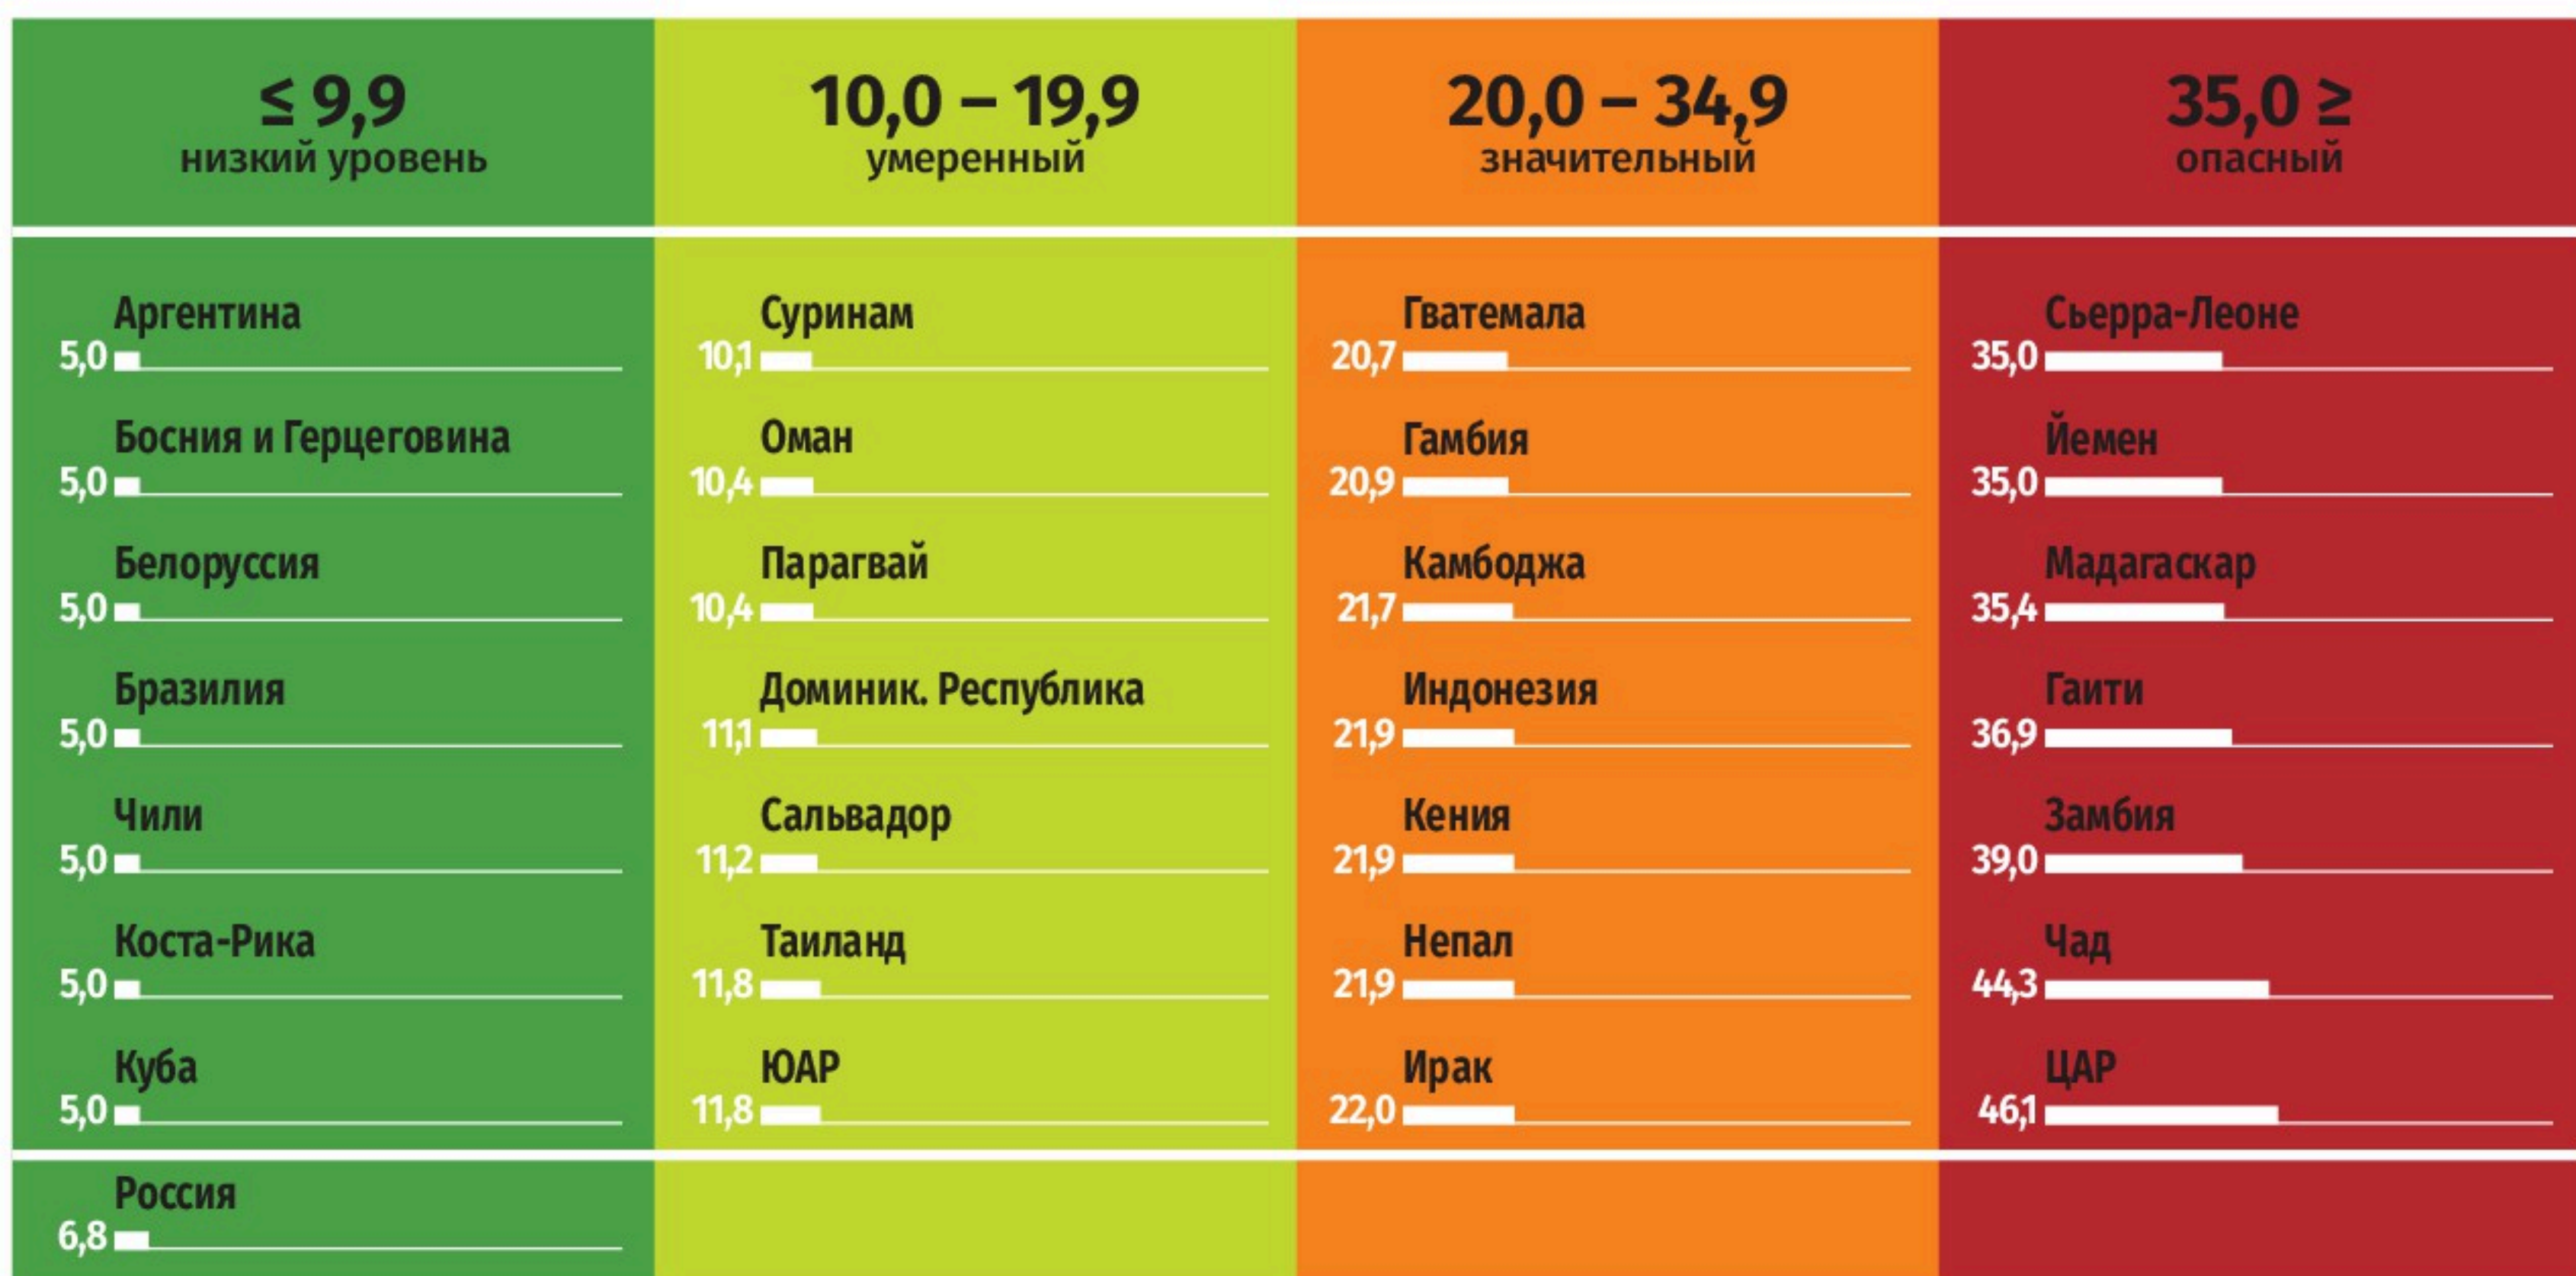 ≤ 9,9
низкий уровень
10,0 – 19,9
умеренный
20,0 – 34,9
значительный
35,0 ≥
опасный
Аргентина
5,0
Босния и Герцеговина
5,0
Белоруссия
5,0
Бразилия
5,0
Чили
5,0
Коста-Рика
5,0
Куба
5,0
Россия
6,8
Суринам
10,1
Оман
10,4
Парагвай
10,4
Доминик. Республика
11,1
Сальвадор
11,2
Таиланд
11,8
ЮАР
11,8
Гватемала
20,7
Гамбия
20,9
Камбоджа
21,7
Индонезия
21,9
Кения
21,9
Непал
21,9
Ирак
22,0
Сьерра-Леоне
35,0
Йемен
35,0
Мадагаскар
35,4
Гаити
36,9
Замбия
39,0
Чад
44,3
ЦАР
46,1